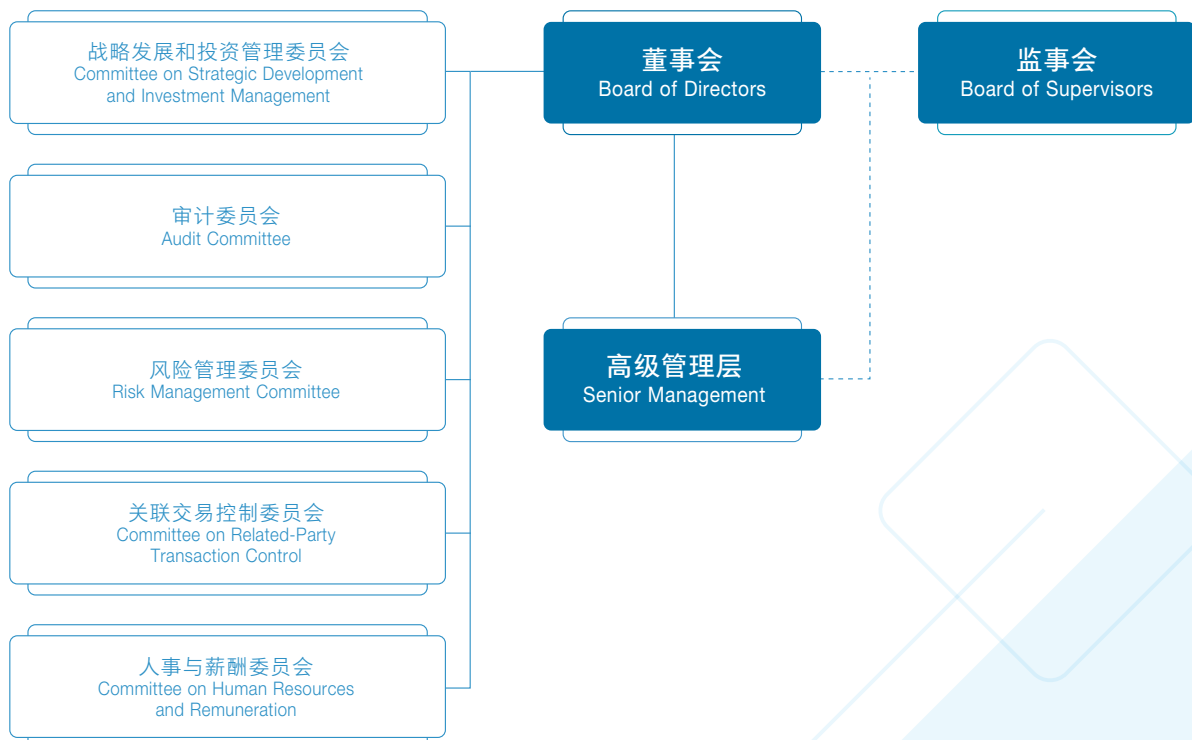 战略发展和投资管理委员会
Committee on Strategic Development
and Investment Management
审计委员会
Audit Committee
风险管理委员会
Risk Management Committee
关联交易控制委员会
Committee on Related-Party
Transaction Control
人事与薪酬委员会
Committee on Human Resources
and Remuneration
董事会
Board of Directors
高级管理层
Senior Management
监事会
Board of Supervisors